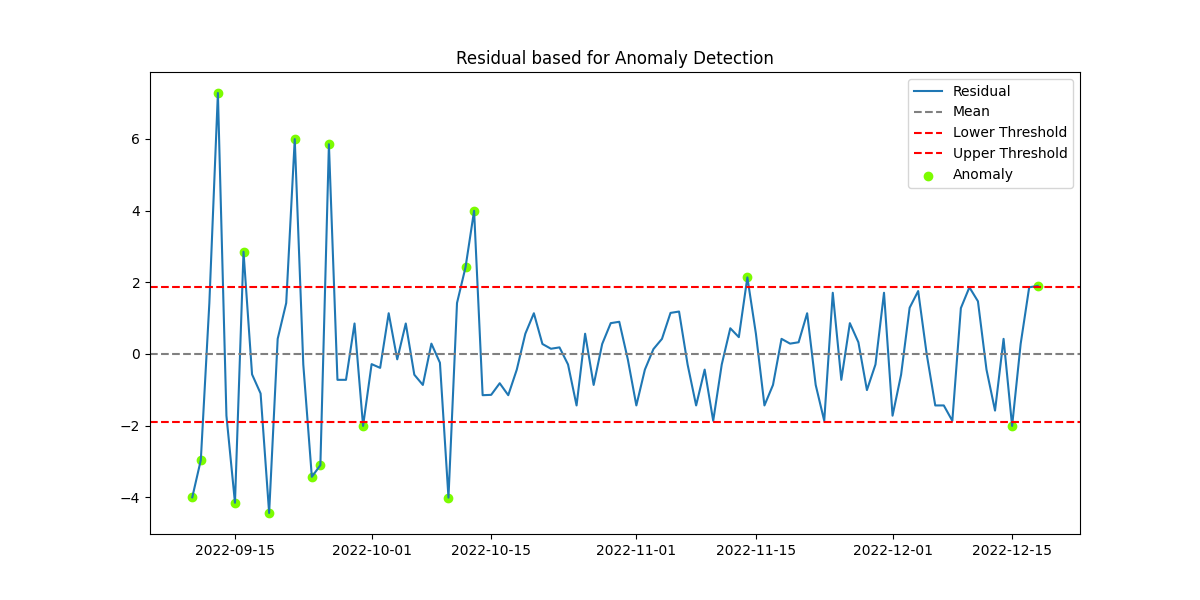 Residual based for Anomaly Detection
Residual
Mean
Lower Threshold
Upper Threshold
Anomaly
6
4
2
0
−2
−4
2022-09-15 2022-10-01 2022-10-15 2022-11-01 2022-11-15 2022-12-01 2022-12-15